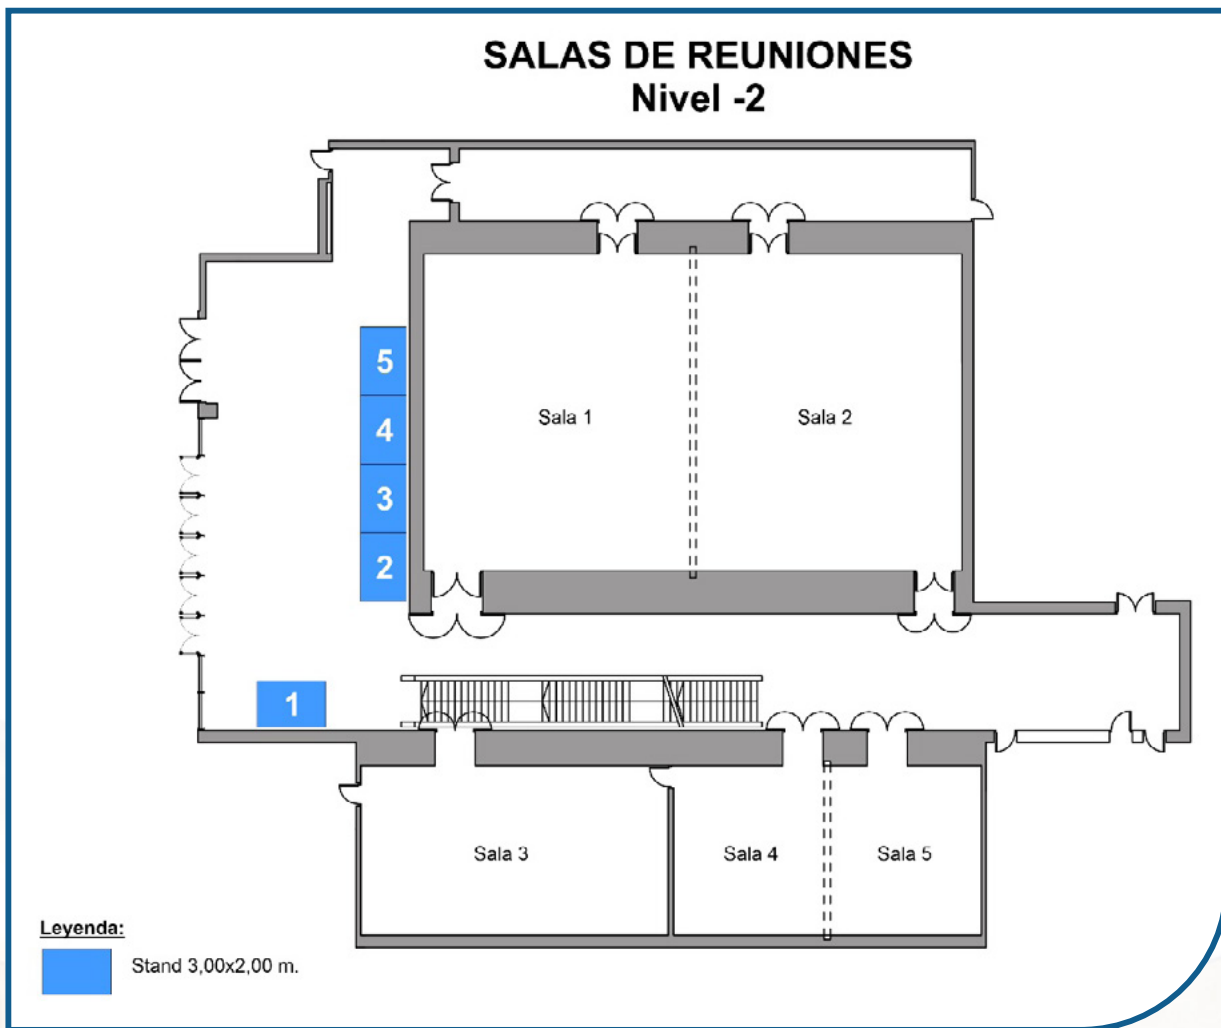 SALAS DE REUNIONES
Nivel -2
5
4
3
2
1
Sala 1
Sala 2
Sala 3
Sala 4
Sala 5
Leyenda:
Stand 3,00x2,00 m.